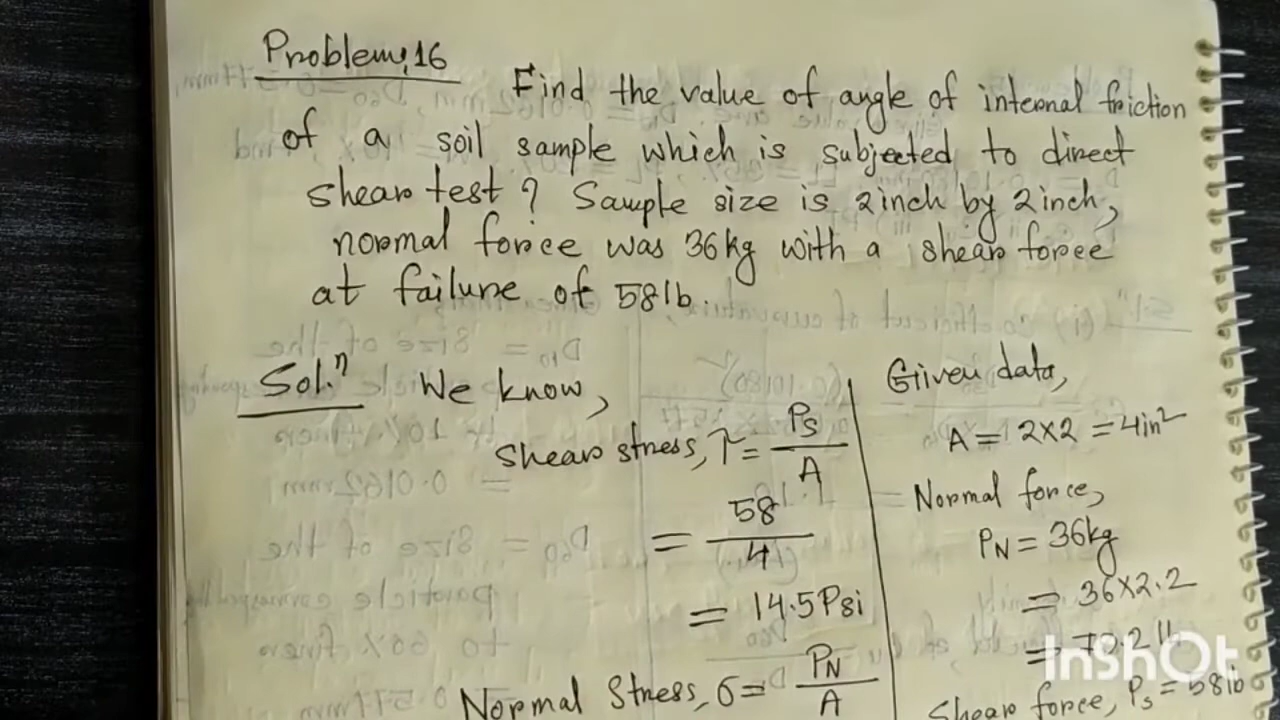 Problem:16
Find the value of angle of internal friction
of a soil sample which is subjected to direct
shear test? Sample size is 2inch by 2inch,
normal force was 36kg with a shear force
at failure of 58lb.
Sol.n We know,
Shear stress, τ = Ps/A
= 58/4
= 14.5Psi
Normal Stress, σ = PN/A
Given data,
A = 2×2 = 4in²
Normal force,
PN = 36kg
= 36×2.2
=
Shear force, Ps = 58lb
InShOt